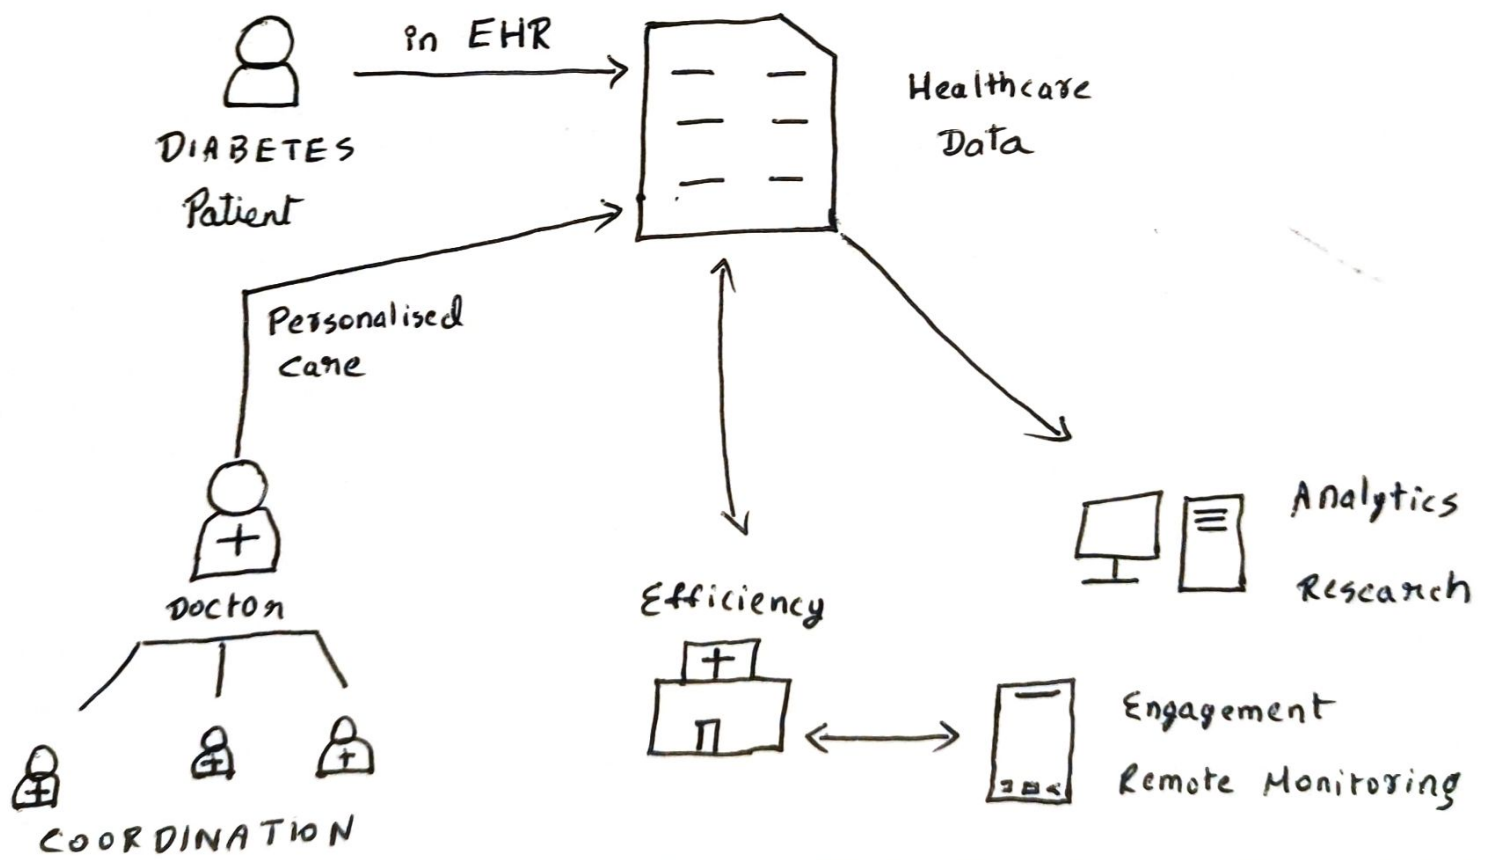 in EHR
DIABETES
Patient
Healthcare
Data
Personalised
care
Doctor
COORDINATION
Efficiency
Analytics
Research
Engagement
Remote Monitoring